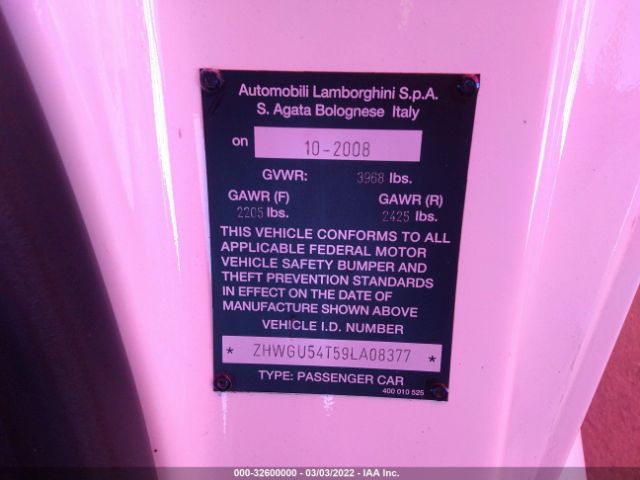 Automobili Lamborghini S.p.A.
S. Agata Bolognese Italy
on 10-2008
GVWR: 3968 lbs.
GAWR (F) GAWR (R)
2205 lbs. 2425 lbs.
THIS VEHICLE CONFORMS TO ALL
APPLICABLE FEDERAL MOTOR
VEHICLE SAFETY BUMPER AND
THEFT PREVENTION STANDARDS
IN EFFECT ON THE DATE OF
MANUFACTURE SHOWN ABOVE
VEHICLE I.D. NUMBER
* ZHWGU54T59LA08377 *
TYPE: PASSENGER CAR
400 010 525
000-32600000 - 03/03/2022 - IAA Inc.